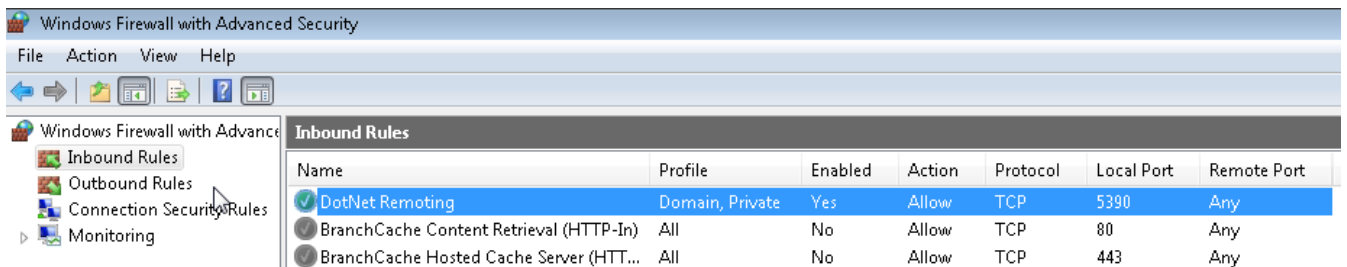 Windows Firewall with Advanced Security
File Action View Help
Windows Firewall with Advance
Inbound Rules
Outbound Rules
Connection Security Rules
Monitoring
Inbound Rules
Name Profile Enabled Action Protocol Local Port Remote Port
DotNet Remoting Domain, Private Yes Allow TCP 5390 Any
BranchCache Content Retrieval (HTTP-In) All No Allow TCP 80 Any
BranchCache Hosted Cache Server (HTT... All No Allow TCP 443 Any